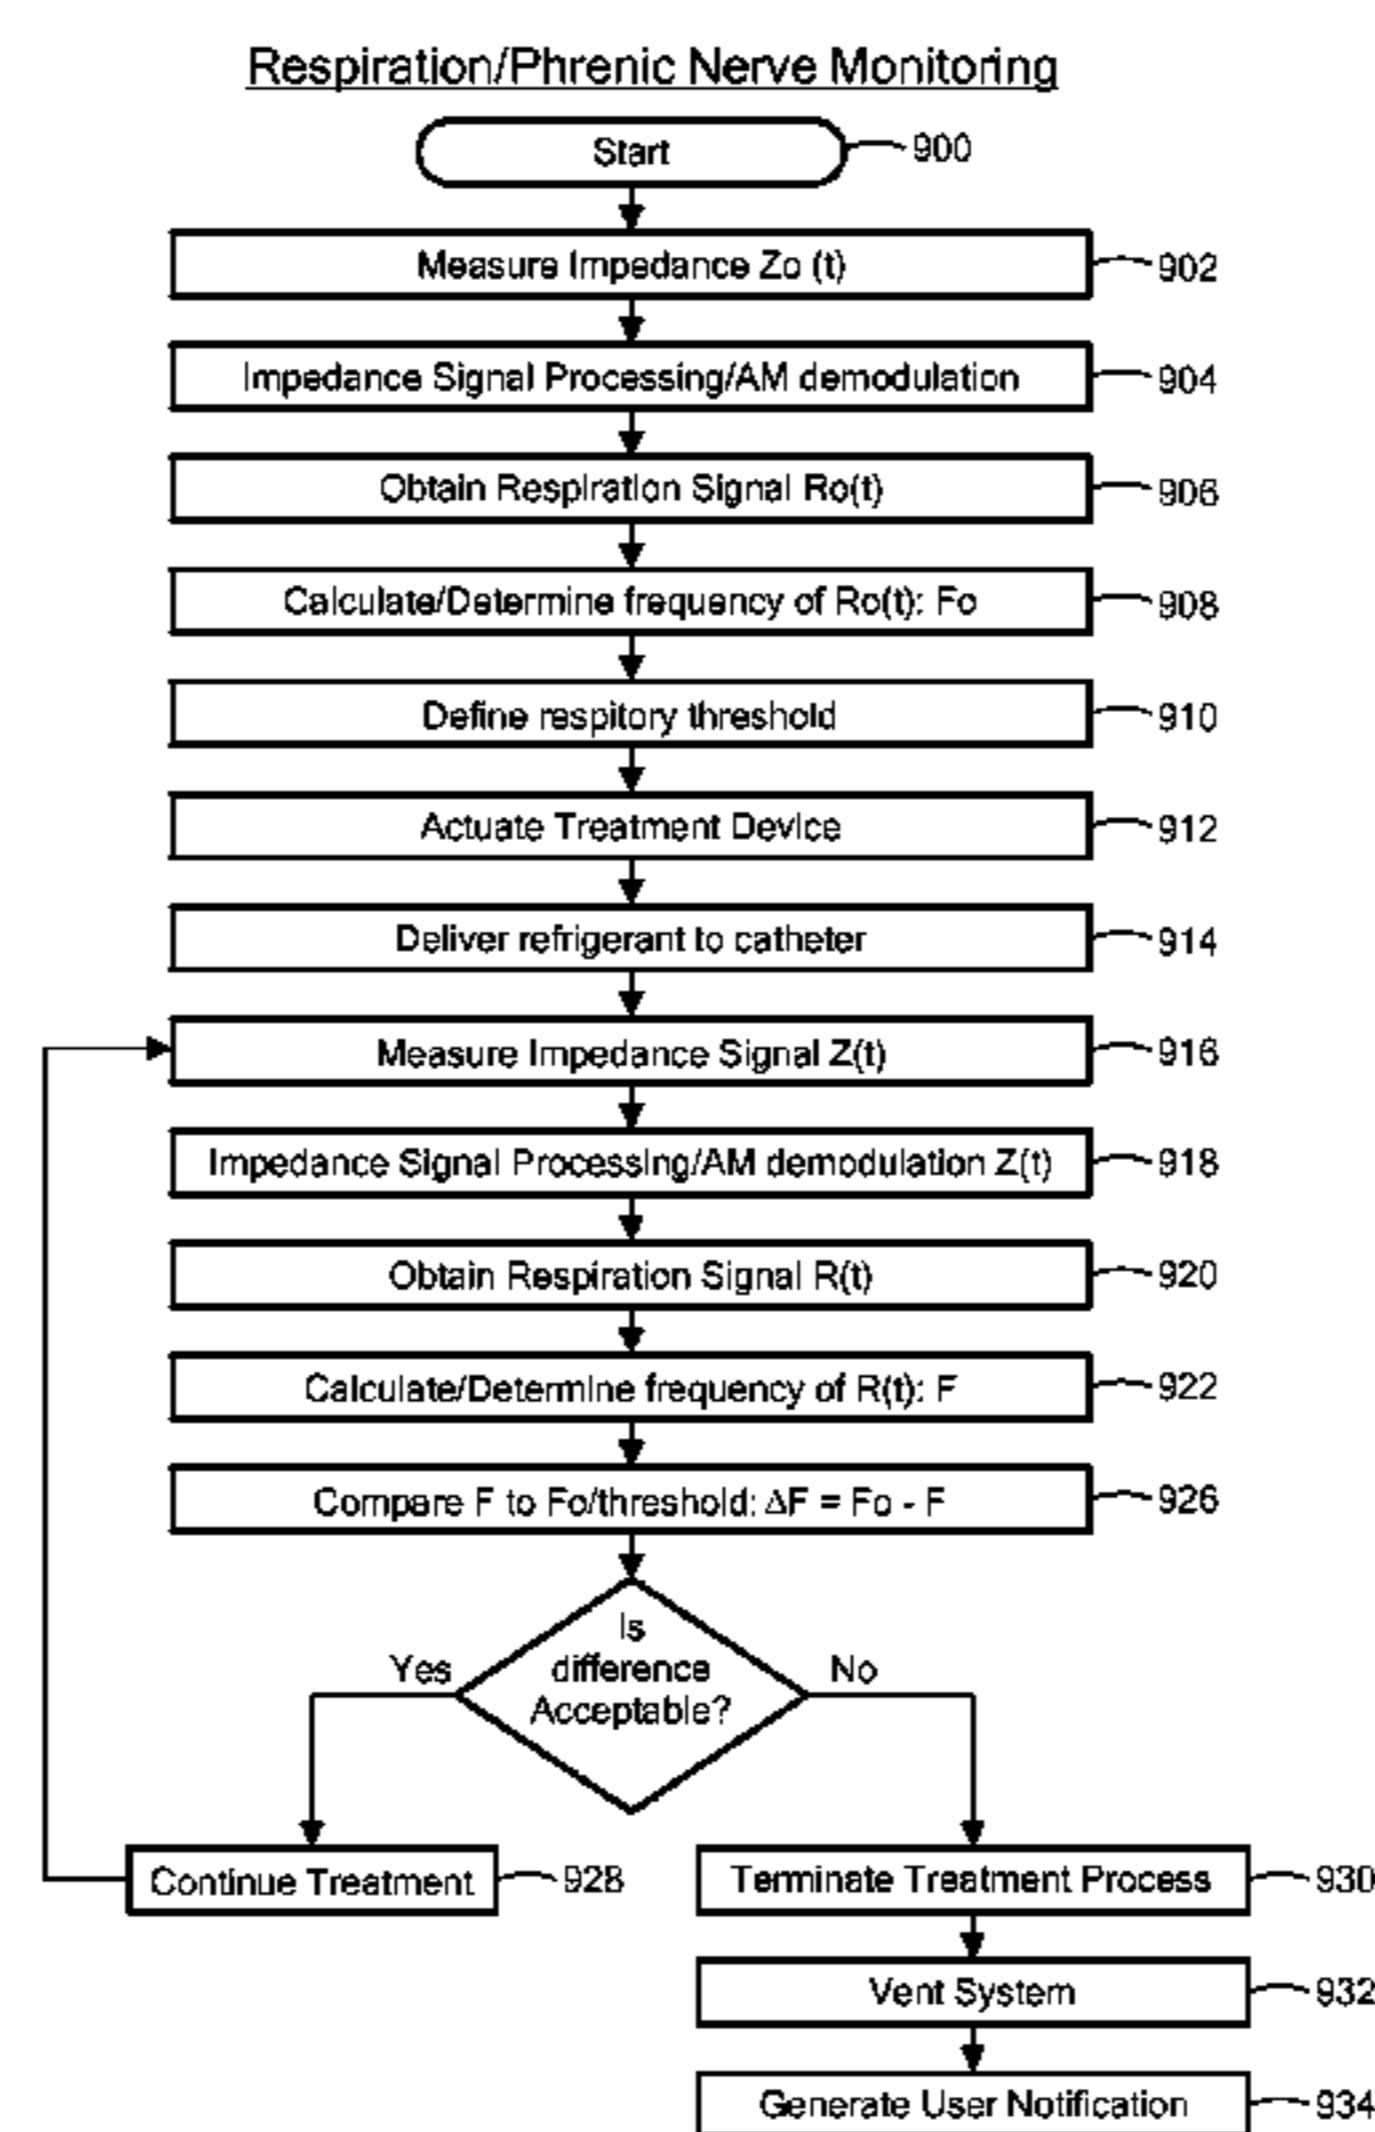 Respiration/Phrenic Nerve Monitoring
Start
900
Measure Impedance Zo (t)
902
Impedance Signal Processing/AM demodulation
904
Obtain Respiration Signal Ro(t)
906
Calculate/Determine frequency of Ro(t): Fo
908
Define respitory threshold
910
Actuate Treatment Device
912
Deliver refrigerant to catheter
914
Measure Impedance Signal Z(t)
916
Impedance Signal Processing/AM demodulation Z(t)
918
Obtain Respiration Signal R(t)
920
Calculate/Determine frequency of R(t): F
922
Compare F to Fo/threshold: ΔF = Fo - F
926
Is
difference
Acceptable?
Yes
No
Continue Treatment
928
Terminate Treatment Process
930
Vent System
932
Generate User Notification
934